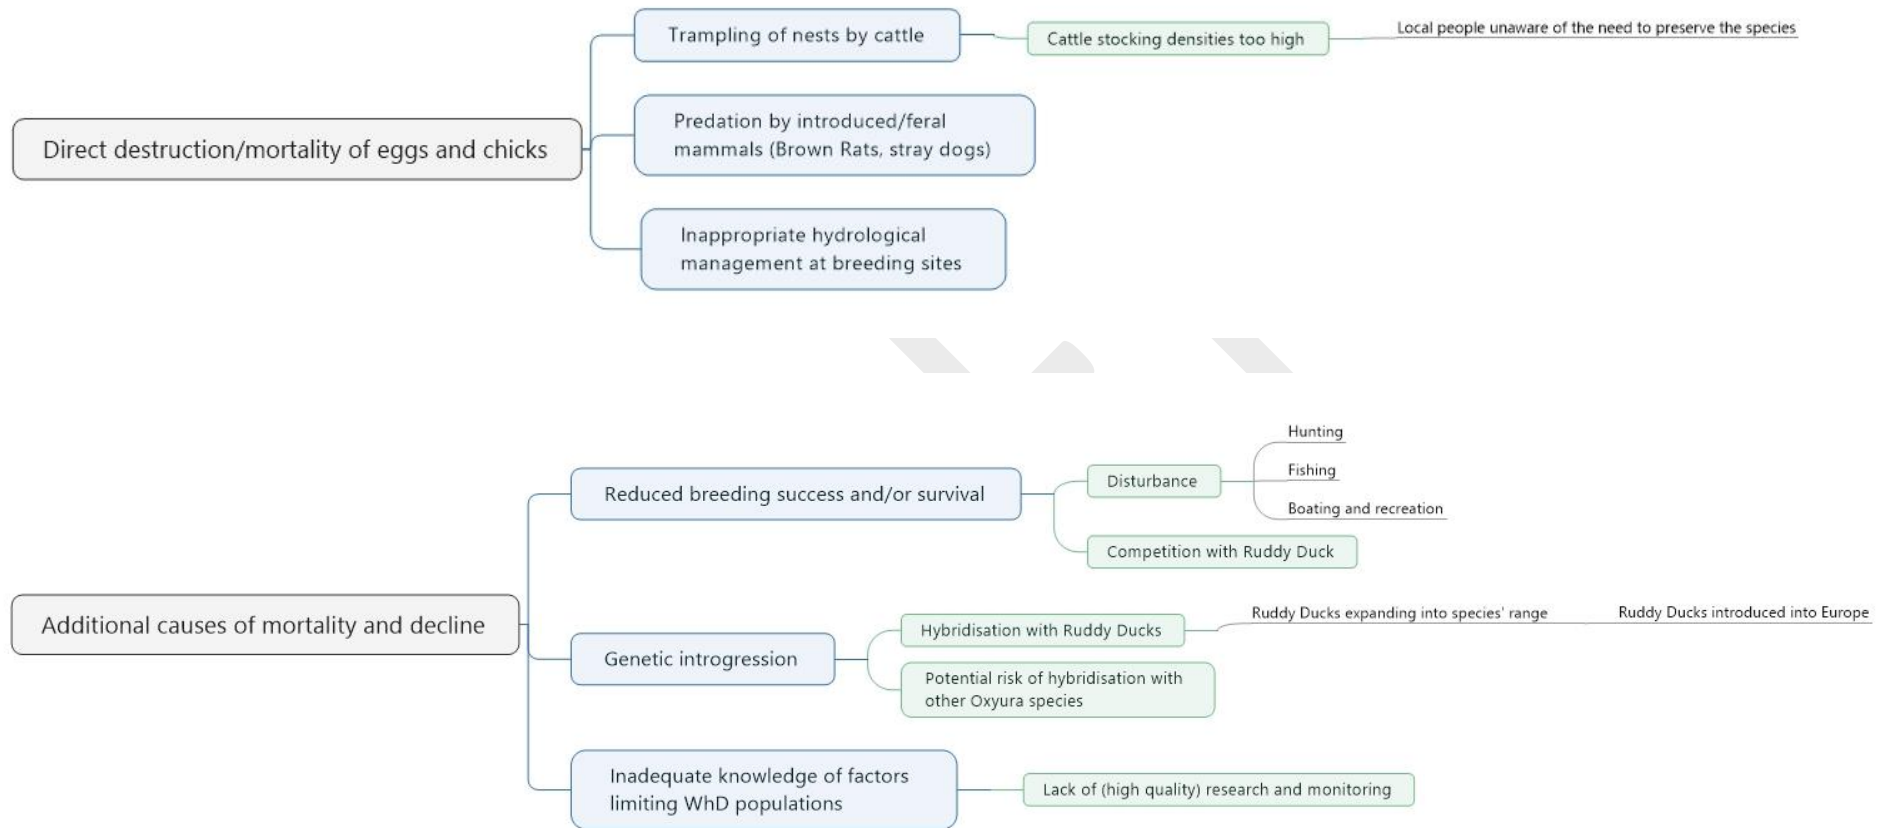 Trampling of nests by cattle
Cattle stocking densities too high
Local people unaware of the need to preserve the species
Direct destruction/mortality of eggs and chicks
Predation by introduced/feral
mammals (Brown Rats, stray dogs)
Inappropriate hydrological
management at breeding sites
Additional causes of mortality and decline
Reduced breeding success and/or survival
Disturbance
Hunting
Fishing
Boating and recreation
Competition with Ruddy Duck
Genetic introgression
Hybridisation with Ruddy Ducks
Ruddy Ducks expanding into species' range
Ruddy Ducks introduced into Europe
Potential risk of hybridisation with
other Oxyura species
Inadequate knowledge of factors
limiting WhD populations
Lack of (high quality) research and monitoring